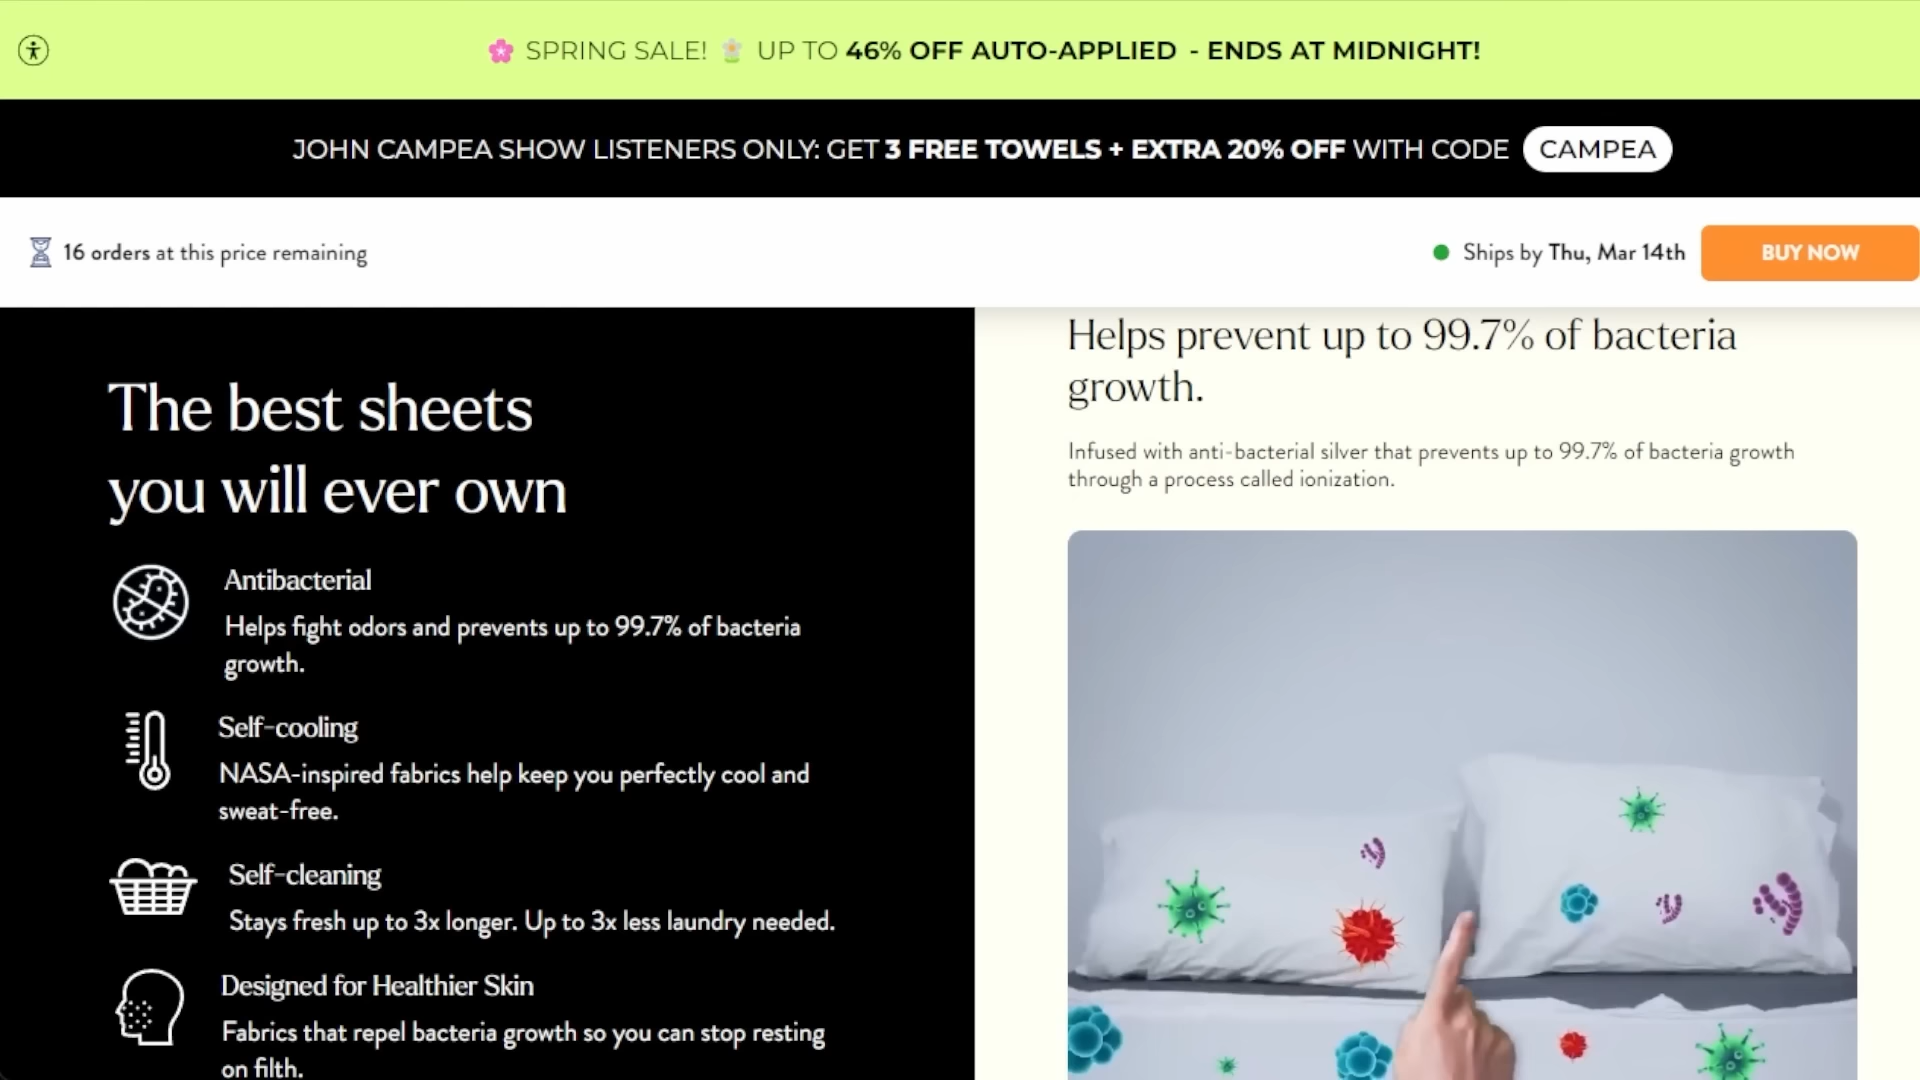 🌸 SPRING SALE! 🌼 UP TO 46% OFF AUTO-APPLIED - ENDS AT MIDNIGHT!
JOHN CAMPEA SHOW LISTENERS ONLY: GET 3 FREE TOWELS + EXTRA 20% OFF WITH CODE CAMPEA
16 orders at this price remaining
Ships by Thu, Mar 14th
BUY NOW
The best sheets
you will ever own
Antibacterial
Helps fight odors and prevents up to 99.7% of bacteria
growth.
Self-cooling
NASA-inspired fabrics help keep you perfectly cool and
sweat-free.
Self-cleaning
Stays fresh up to 3x longer. Up to 3x less laundry needed.
Designed for Healthier Skin
Fabrics that repel bacteria growth so you can stop resting
on filth.
Helps prevent up to 99.7% of bacteria
growth.
Infused with anti-bacterial silver that prevents up to 99.7% of bacteria growth
through a process called ionization.